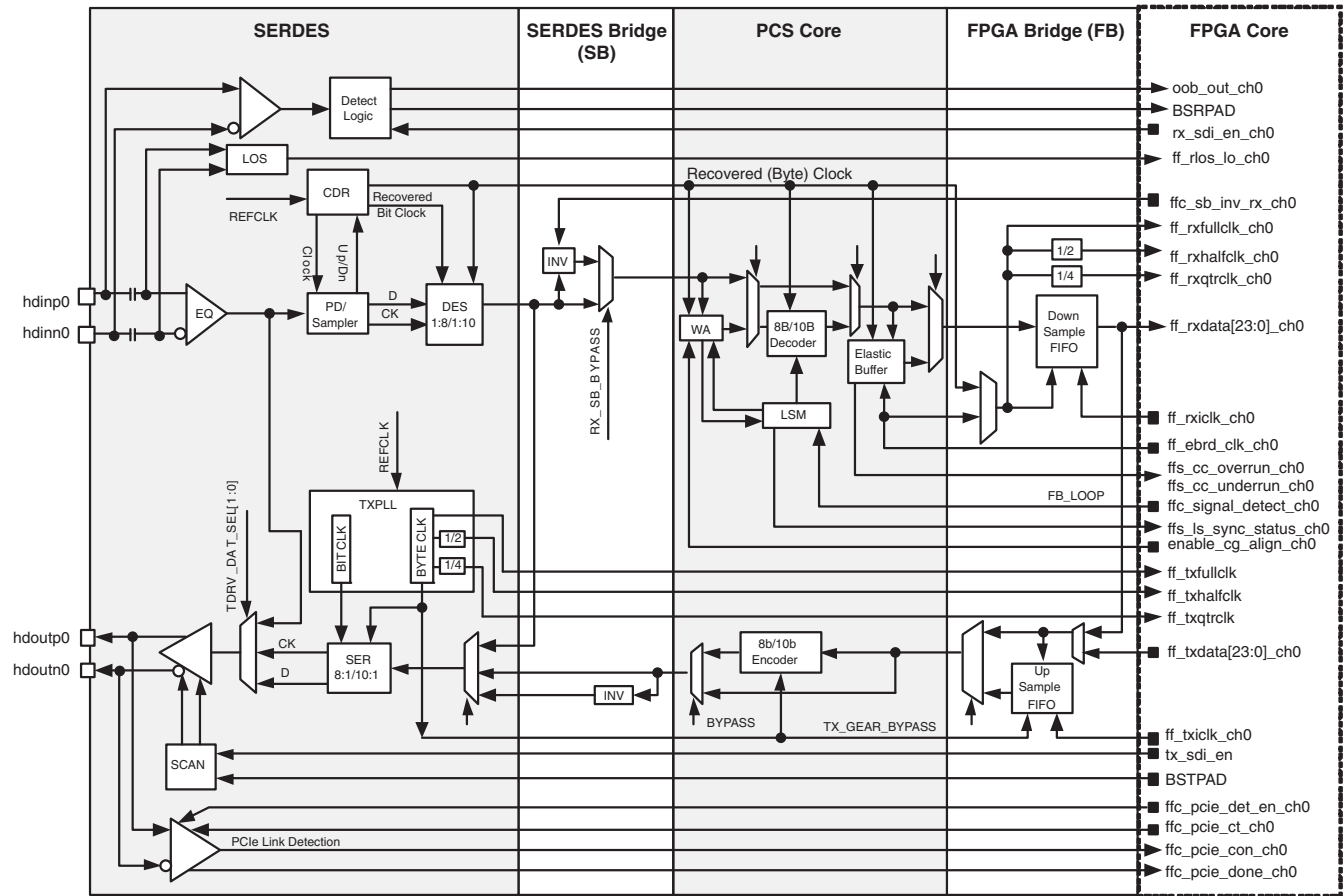 SERDES
SERDES Bridge
(SB)
PCS Core
FPGA Bridge (FB)
FPGA Core
Detect
Logic
oob_out_ch0
BSRPAD
rx_sdi_en_ch0
LOS
ff_rlos_lo_ch0
CDR
REFCLK
Recovered
Bit Clock
Recovered (Byte) Clock
ffc_sb_inv_rx_ch0
ff_rxfullclk_ch0
1/2
ff_rxhalfclk_ch0
1/4
ff_rxqtrclk_ch0
Clock
Up/Dn
INV
hdinp0
hdinn0
EQ
PD/
Sampler
D
CK
DES
1:8/1:10
WA
8B/10B
Decoder
Elastic
Buffer
Down
Sample
FIFO
ff_rxdata[23:0]_ch0
RX_SB_BYPASS
LSM
ff_rxiclk_ch0
ff_ebrd_clk_ch0
ffs_cc_overrun_ch0
ffs_cc_underrun_ch0
FB_LOOP
ffc_signal_detect_ch0
ffs_ls_sync_status_ch0
enable_cg_align_ch0
REFCLK
TXPLL
BIT CLK
BYTE CLK
1/2
1/4
TDRV_DAT_SEL[1:0]
ff_txfullclk
ff_txhalfclk
ff_txqtrclk
hdoutp0
hdoutn0
CK
D
SER
8:1/10:1
INV
8b/10b
Encoder
Up
Sample
FIFO
ff_txdata[23:0]_ch0
BYPASS
TX_GEAR_BYPASS
ff_txiclk_ch0
tx_sdi_en
SCAN
BSTPAD
ffc_pcie_det_en_ch0
ffc_pcie_ct_ch0
PCIe Link Detection
ffc_pcie_con_ch0
ffc_pcie_done_ch0